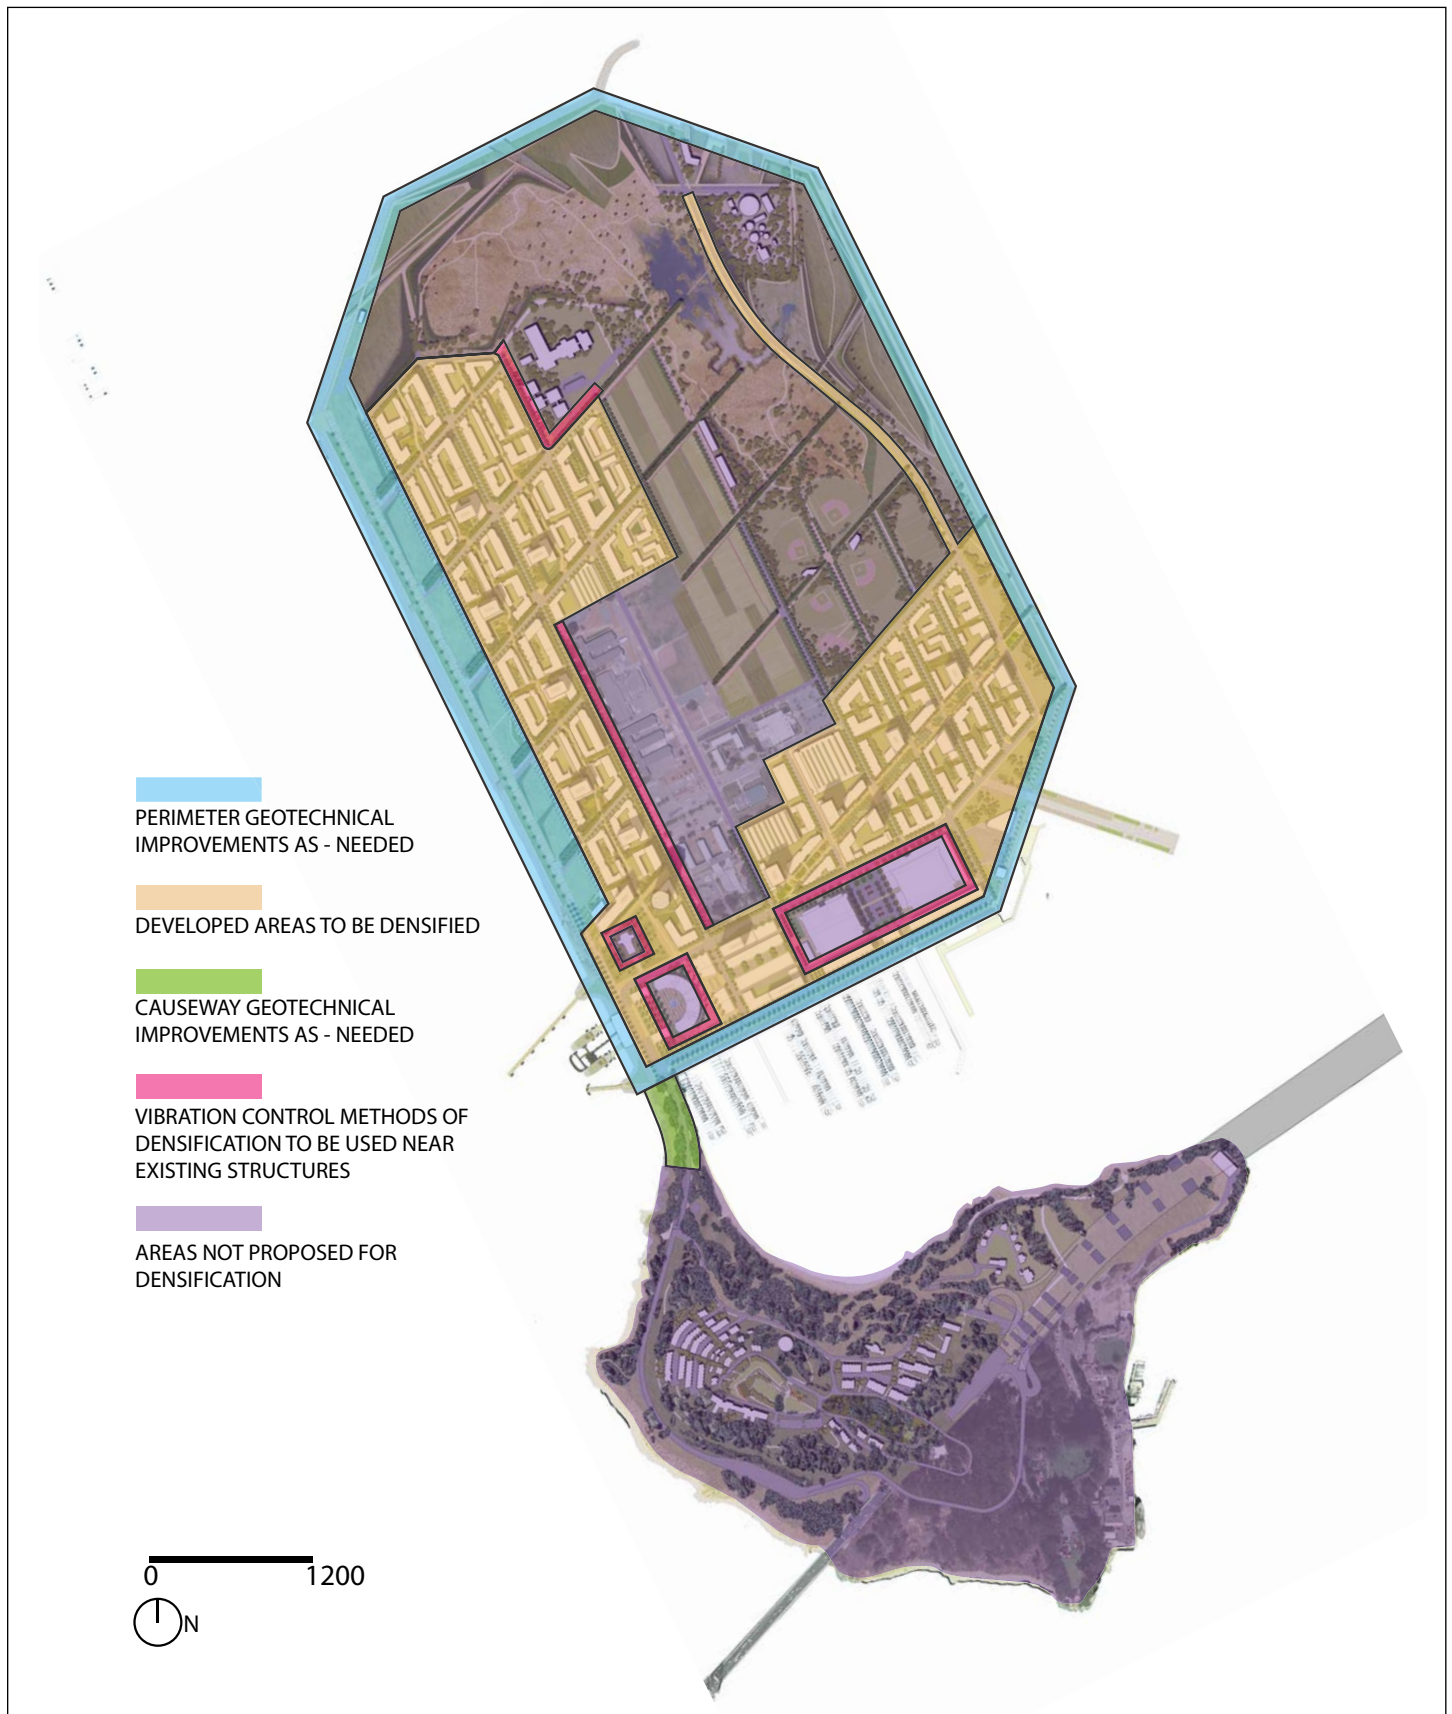 PERIMETER GEOTECHNICAL
IMPROVEMENTS AS - NEEDED
DEVELOPED AREAS TO BE DENSIFIED
CAUSEWAY GEOTECHNICAL
IMPROVEMENTS AS - NEEDED
VIBRATION CONTROL METHODS OF
DENSIFICATION TO BE USED NEAR
EXISTING STRUCTURES
AREAS NOT PROPOSED FOR
DENSIFICATION
0 1200
N